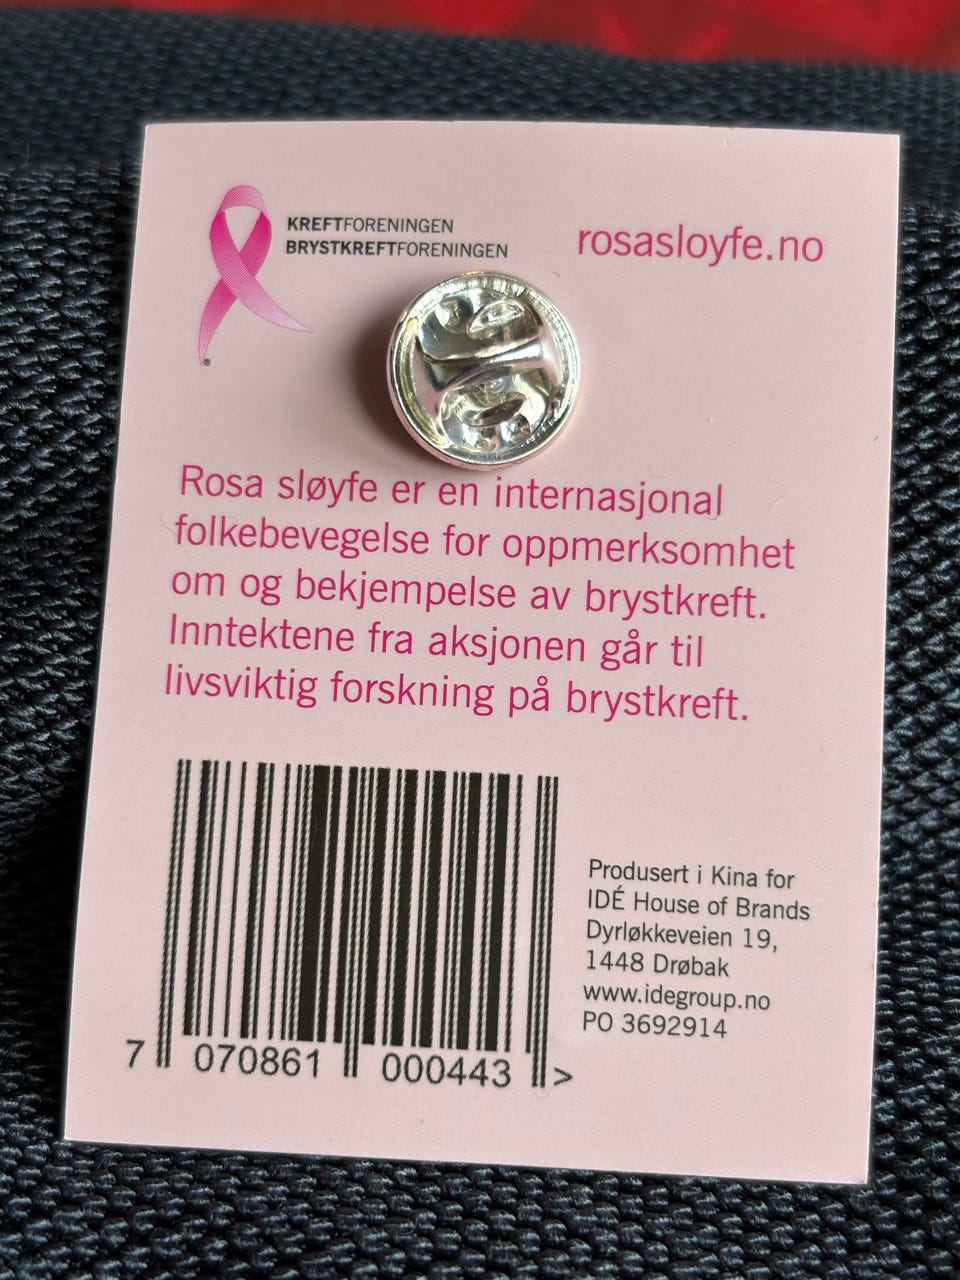 KREFTFORENINGEN
BRYSTKREFTFORENINGEN
rosasloyfe.no
Rosa sløyfe er en internasjonal
folkebevegelse for oppmerksomhet
om og bekjempelse av brystkreft.
Inntektene fra aksjonen går til
livsviktig forskning på brystkreft.
Produsert i Kina for
IDÉ House of Brands
Dyrløkkeveien 19,
1448 Drøbak
www.idegroup.no
PO 3692914
7 070861 000443 >